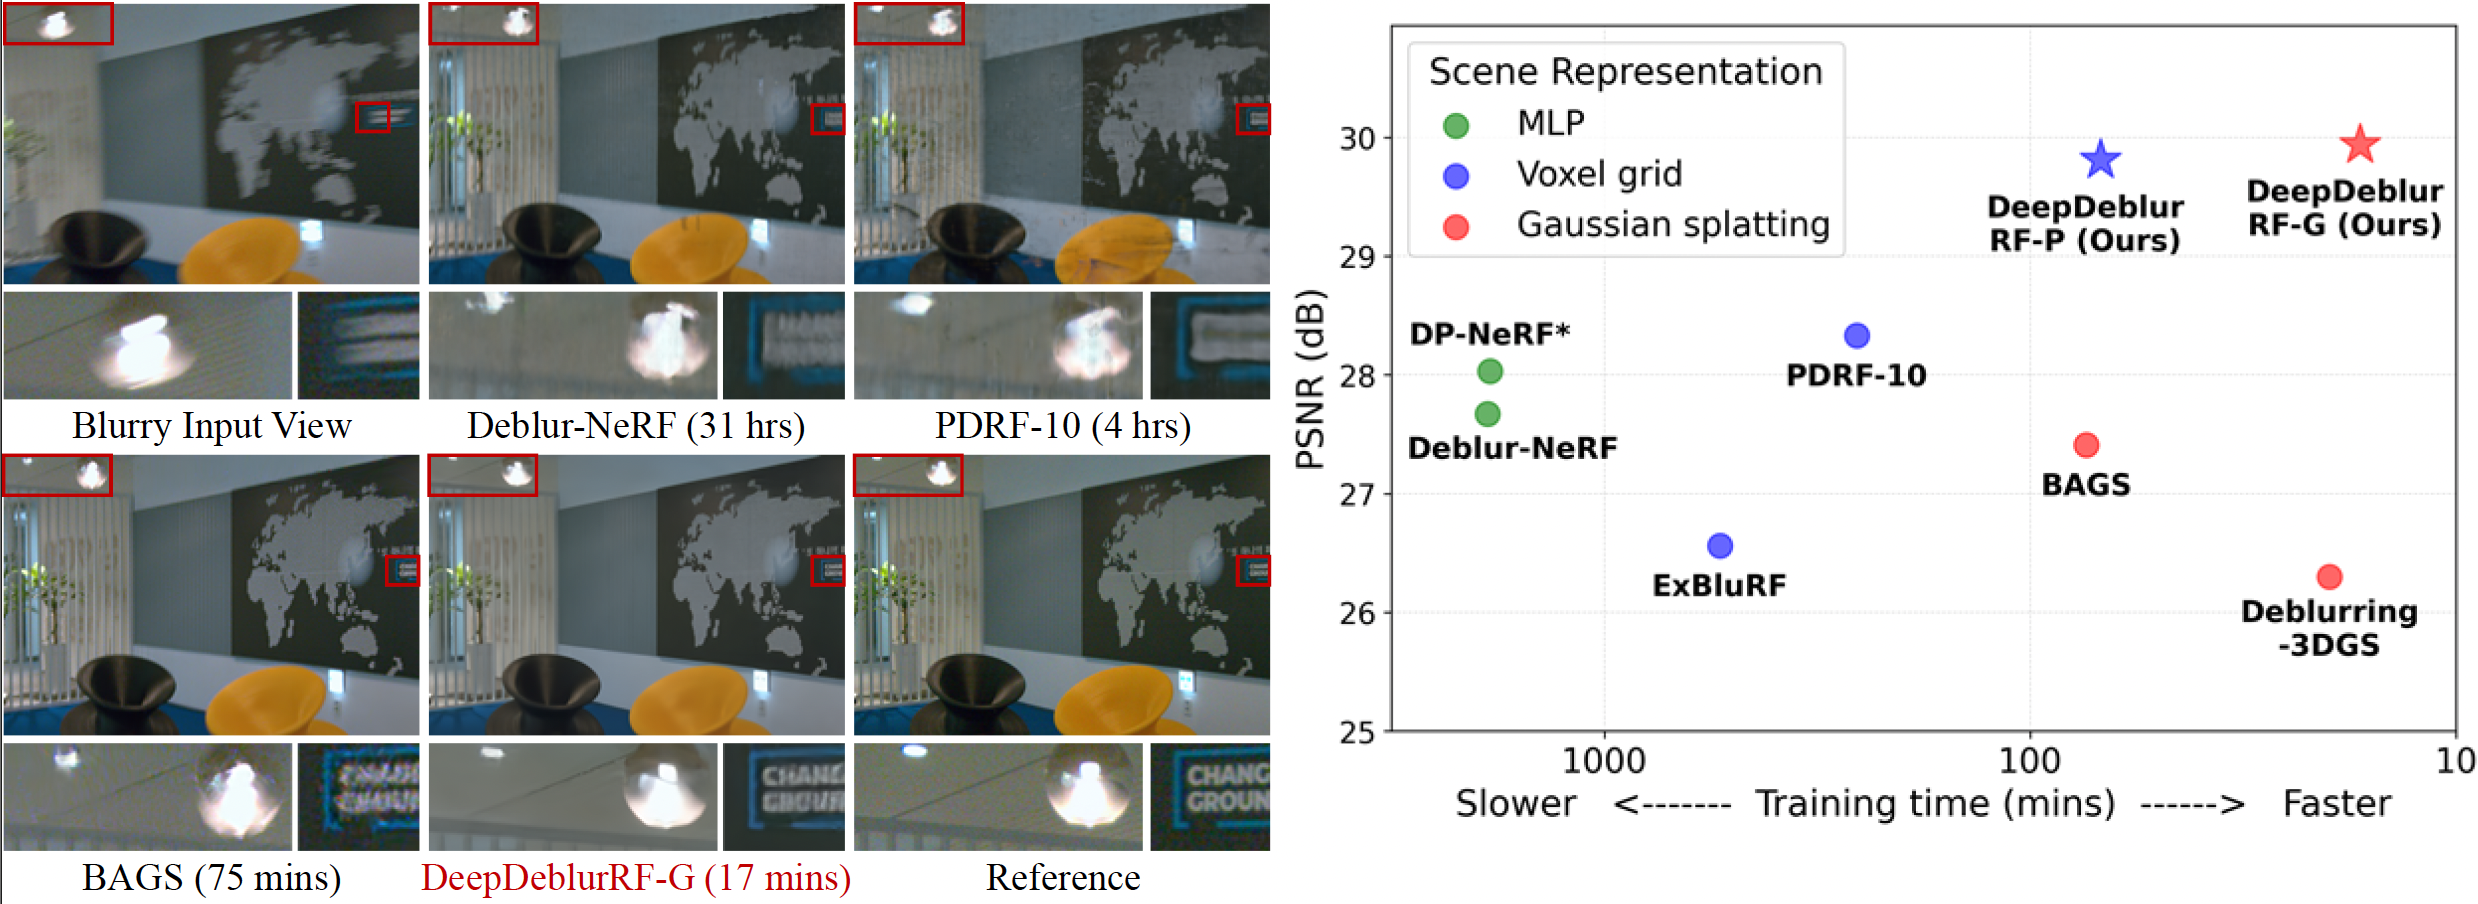 Blurry Input View
Deblur-NeRF (31 hrs)
PDRF-10 (4 hrs)
CHANG
CHANG
GROUN
BAGS (75 mins)
DeepDeblurRF-G (17 mins)
Reference
Scene Representation
MLP
Voxel grid
Gaussian splatting
DeepDeblur
RF-P (Ours)
DeepDeblur
RF-G (Ours)
DP-NeRF*
PDRF-10
Deblur-NeRF
BAGS
ExBluRF
Deblurring
-3DGS
PSNR (dB)
30
29
28
27
26
25
1000
100
10
Slower <------- Training time (mins) ------> Faster